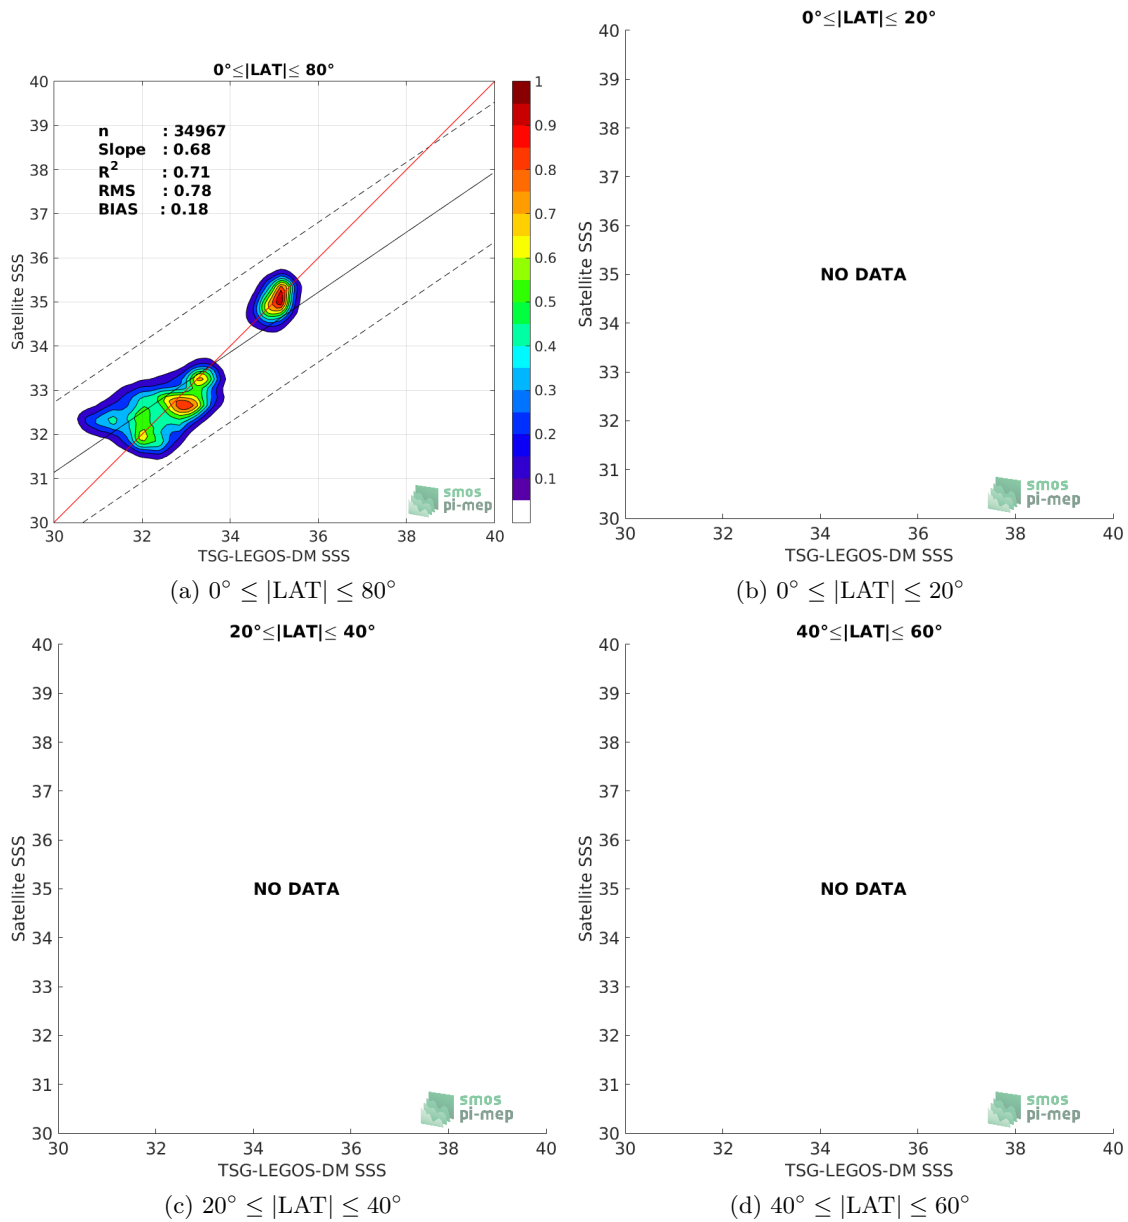 0°≤|LAT|≤ 80°
40
39
38
37
36
35
34
33
32
31
30
Satellite SSS
n : 34967
Slope : 0.68
R² : 0.71
RMS : 0.78
BIAS : 0.18
smos
pi-mep
30 32 34 36 38 40
TSG-LEGOS-DM SSS
1
0.9
0.8
0.7
0.6
0.5
0.4
0.3
0.2
0.1
(a) 0° ≤ |LAT| ≤ 80°
0°≤|LAT|≤ 20°
40
39
38
37
36
35
34
33
32
31
30
Satellite SSS
NO DATA
smos
pi-mep
30 32 34 36 38 40
TSG-LEGOS-DM SSS
(b) 0° ≤ |LAT| ≤ 20°
20°≤|LAT|≤ 40°
40
39
38
37
36
35
34
33
32
31
30
Satellite SSS
NO DATA
smos
pi-mep
30 32 34 36 38 40
TSG-LEGOS-DM SSS
(c) 20° ≤ |LAT| ≤ 40°
40°≤|LAT|≤ 60°
40
39
38
37
36
35
34
33
32
31
30
Satellite SSS
NO DATA
smos
pi-mep
30 32 34 36 38 40
TSG-LEGOS-DM SSS
(d) 40° ≤ |LAT| ≤ 60°